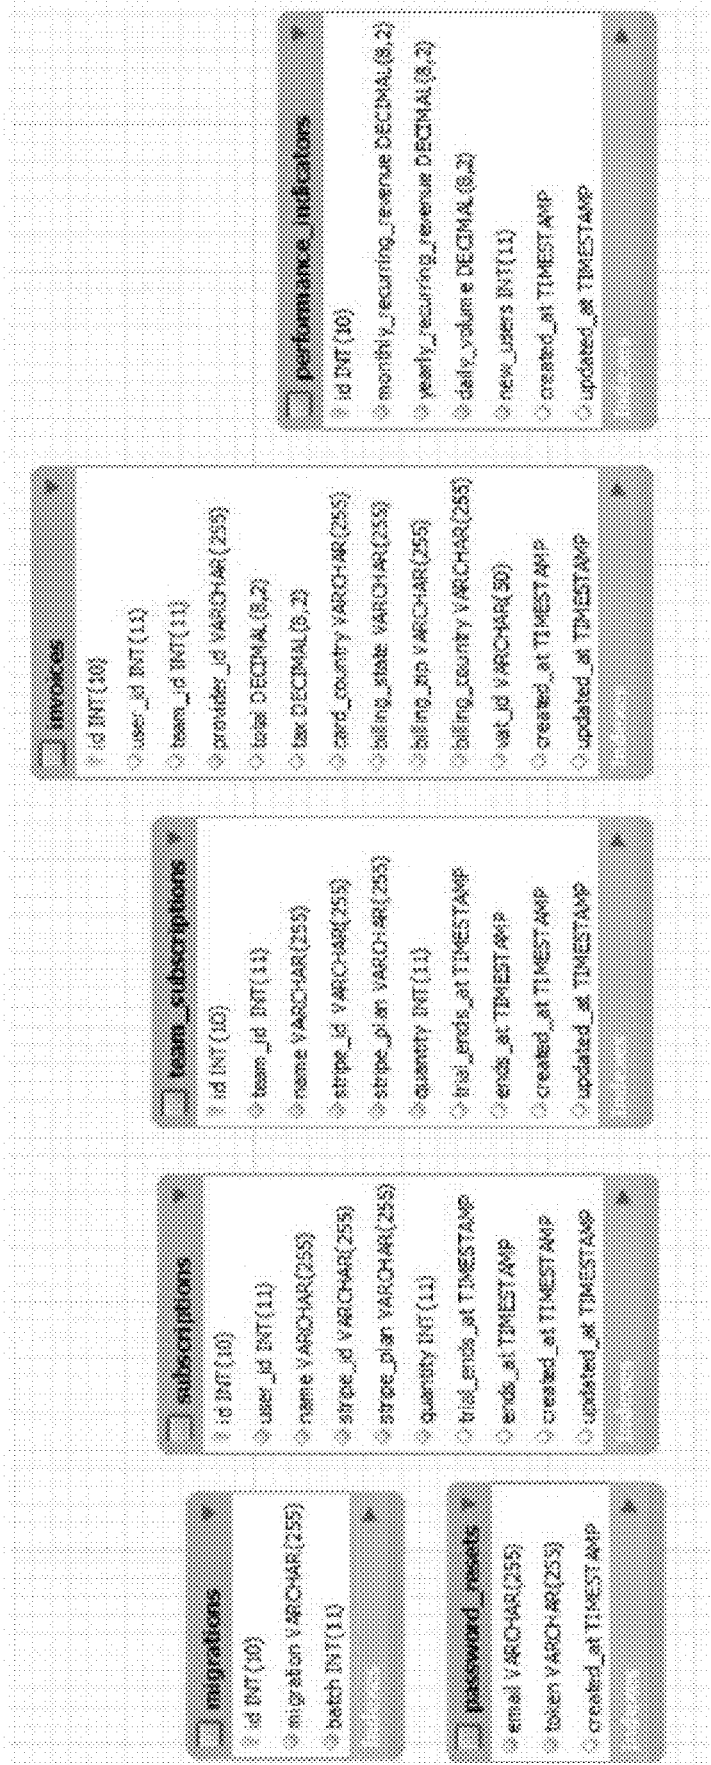 migrations
id INT(10)
migration VARCHAR(255)
batch INT(11)
password_resets
email VARCHAR(255)
token VARCHAR(255)
created_at TIMESTAMP
subscriptions
id INT(10)
user_id INT(11)
name VARCHAR(255)
stripe_id VARCHAR(255)
stripe_plan VARCHAR(255)
quantity INT(11)
trial_ends_at TIMESTAMP
ends_at TIMESTAMP
created_at TIMESTAMP
updated_at TIMESTAMP
team_subscriptions
id INT(10)
team_id INT(11)
name VARCHAR(255)
stripe_id VARCHAR(255)
stripe_plan VARCHAR(255)
quantity INT(11)
trial_ends_at TIMESTAMP
ends_at TIMESTAMP
created_at TIMESTAMP
updated_at TIMESTAMP
invoices
id INT(10)
user_id INT(11)
team_id INT(11)
provider_id VARCHAR(255)
total DECIMAL(8,2)
tax DECIMAL(8,2)
card_country VARCHAR(255)
billing_state VARCHAR(255)
billing_zip VARCHAR(255)
billing_country VARCHAR(255)
vat_id VARCHAR(50)
created_at TIMESTAMP
updated_at TIMESTAMP
performance_indicators
id INT(10)
monthly_recurring_revenue DECIMAL(8,2)
yearly_recurring_revenue DECIMAL(8,2)
daily_volume DECIMAL(8,2)
new_users INT(11)
created_at TIMESTAMP
updated_at TIMESTAMP